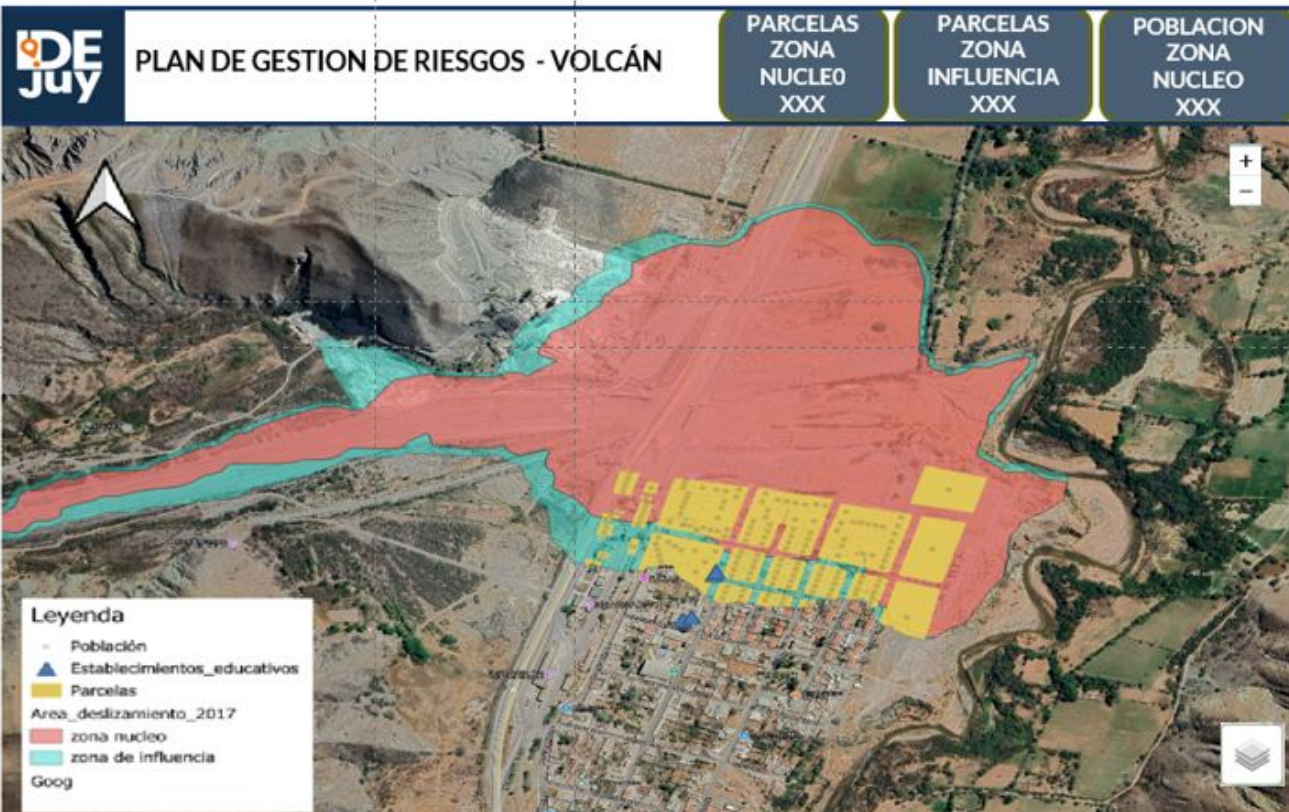 IDE
Juy
PLAN DE GESTION DE RIESGOS - VOLCÁN
PARCELAS
ZONA
NUCLE0
XXX
PARCELAS
ZONA
INFLUENCIA
XXX
POBLACION
ZONA
NUCLEO
XXX
+
−
Leyenda
Población
Establecimientos_educativos
Parcelas
Area_deslizamiento_2017
zona nucleo
zona de influencia
Goog